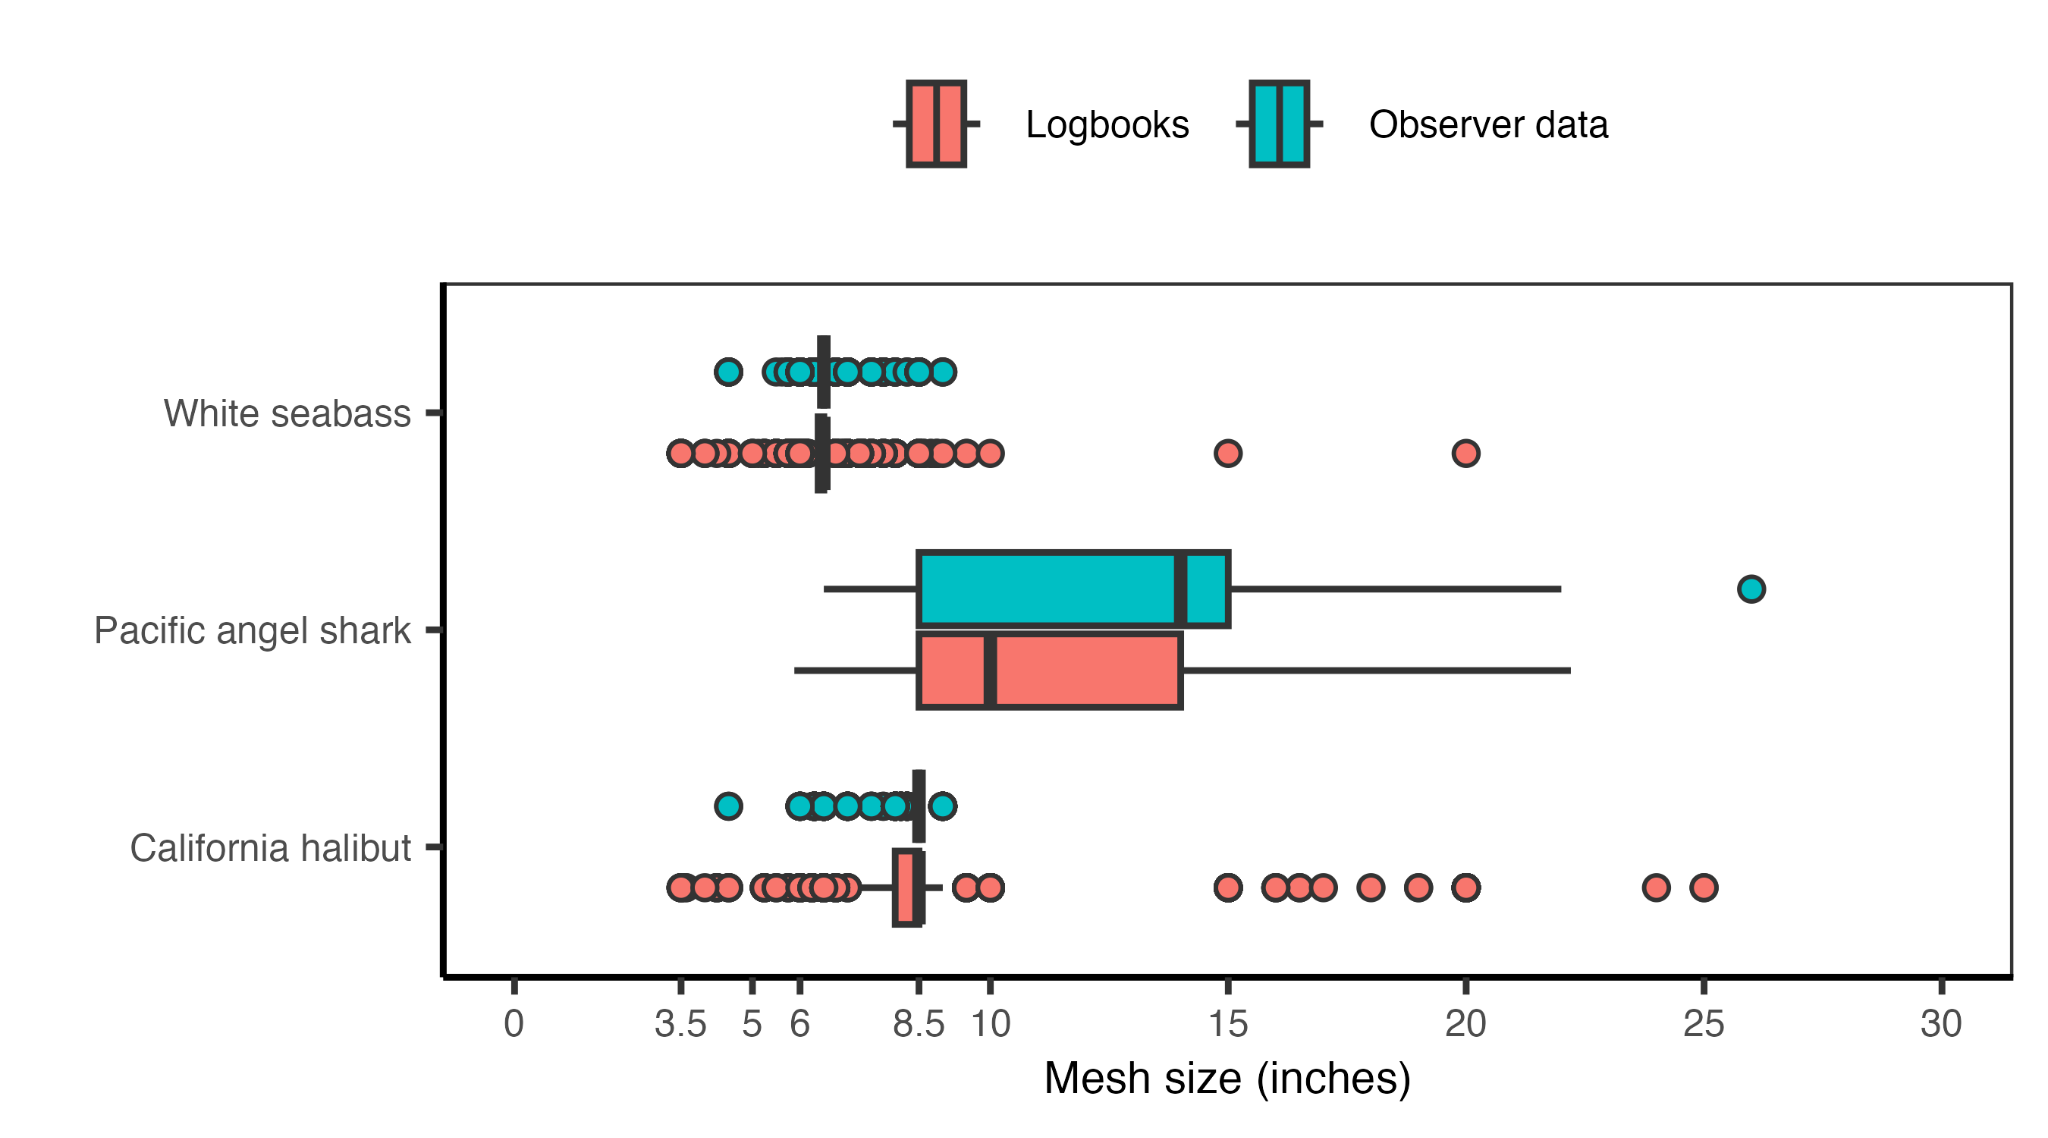 Logbooks Observer data
White seabass
Pacific angel shark
California halibut
0 3.5 5 6 8.5 10 15 20 25 30
Mesh size (inches)